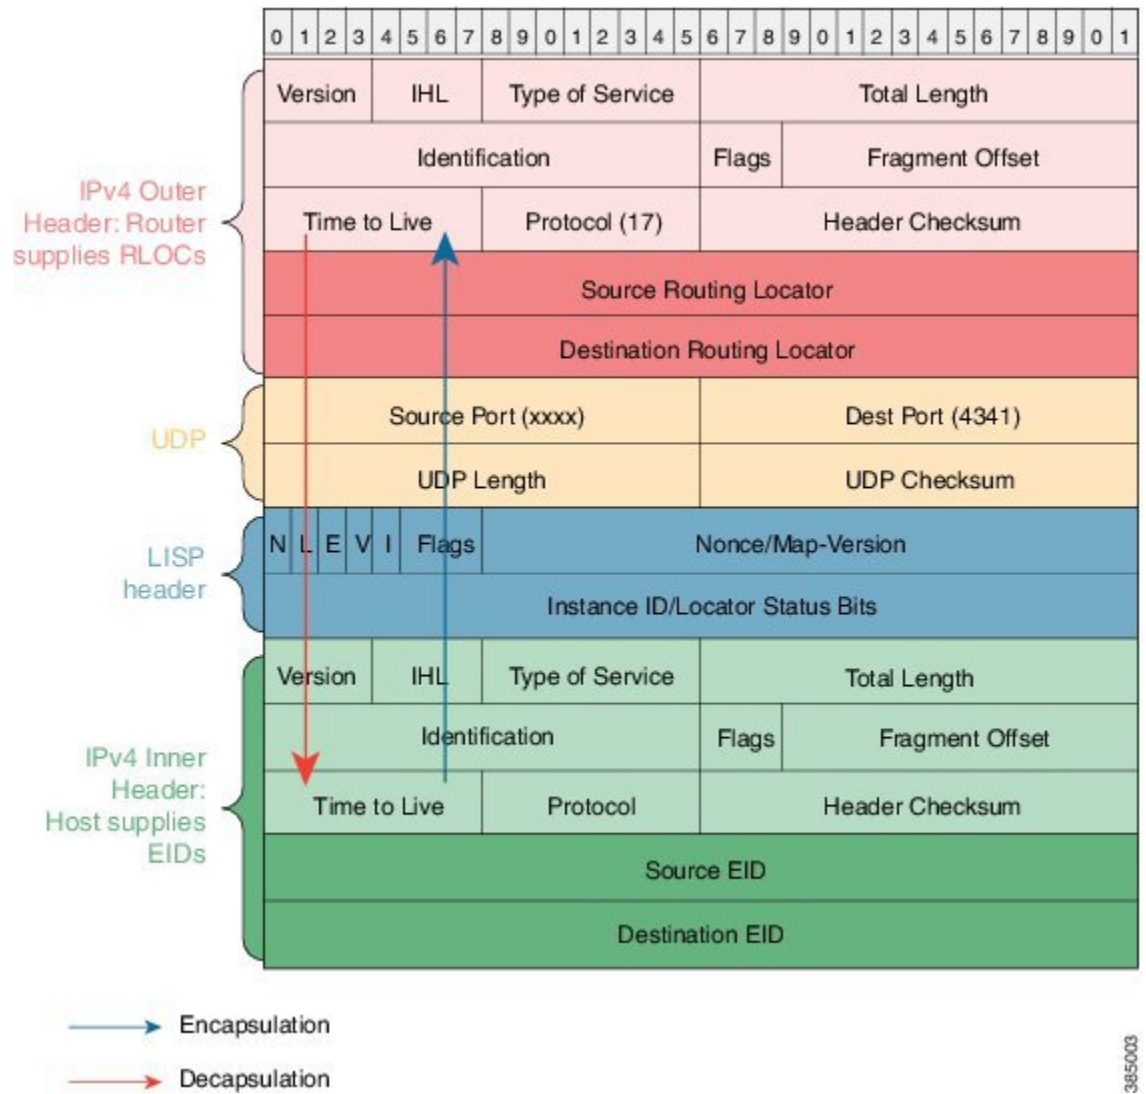 0 1 2 3 4 5 6 7 8 9 0 1 2 3 4 5 6 7 8 9 0 1 2 3 4 5 6 7 8 9 0 1
Version IHL Type of Service Total Length
Identification Flags Fragment Offset
IPv4 Outer
Header: Router
supplies RLOCs
Time to Live Protocol (17) Header Checksum
Source Routing Locator
Destination Routing Locator
UDP
Source Port (xxxx) Dest Port (4341)
UDP Length UDP Checksum
LISP
header
N L E V I Flags Nonce/Map-Version
Instance ID/Locator Status Bits
Version IHL Type of Service Total Length
Identification Flags Fragment Offset
IPv4 Inner
Header:
Host supplies
EIDs
Time to Live Protocol Header Checksum
Source EID
Destination EID
Encapsulation
Decapsulation
385003